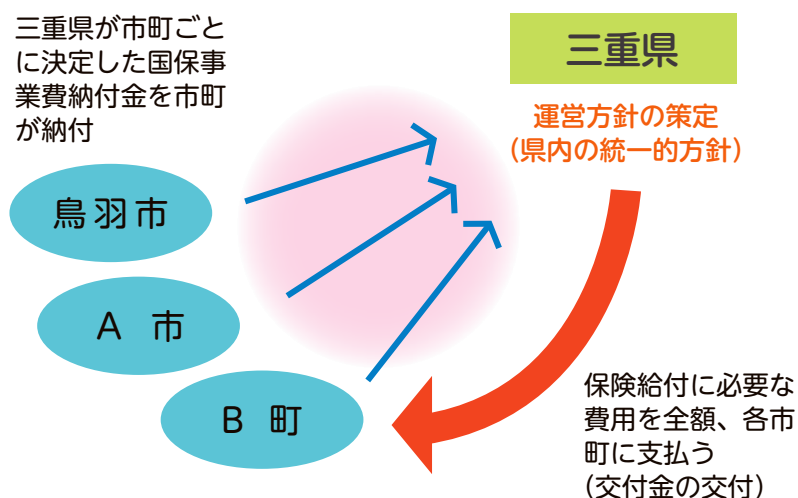 三重県が市町ごと
に決定した国保事
業費納付金を市町
が納付
三重県
運営方針の策定
(県内の統一的方針)
鳥羽市
A 市
B 町
保険給付に必要な
費用を全額、各市
町に支払う
(交付金の交付)